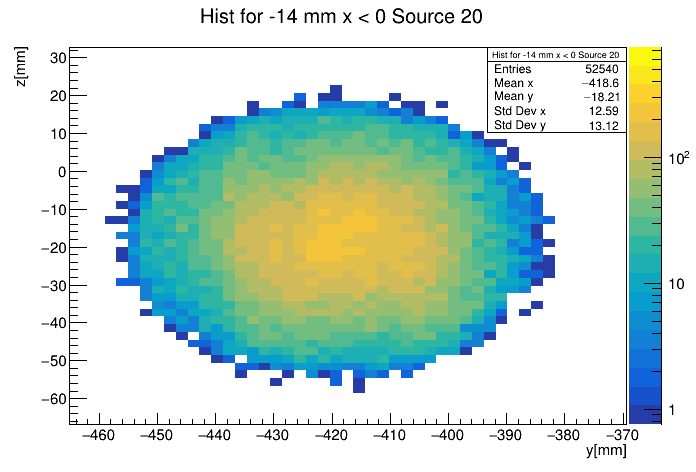 Hist for -14 mm x < 0 Source 20
z[mm]
30
20
10
0
−10
−20
−30
−40
−50
−60
−460 −450 −440 −430 −420 −410 −400 −390 −380 −370
y[mm]
Hist for -14 mm x < 0 Source 20
Entries 52540
Mean x −418.6
Mean y −18.21
Std Dev x 12.59
Std Dev y 13.12
10²
10
1